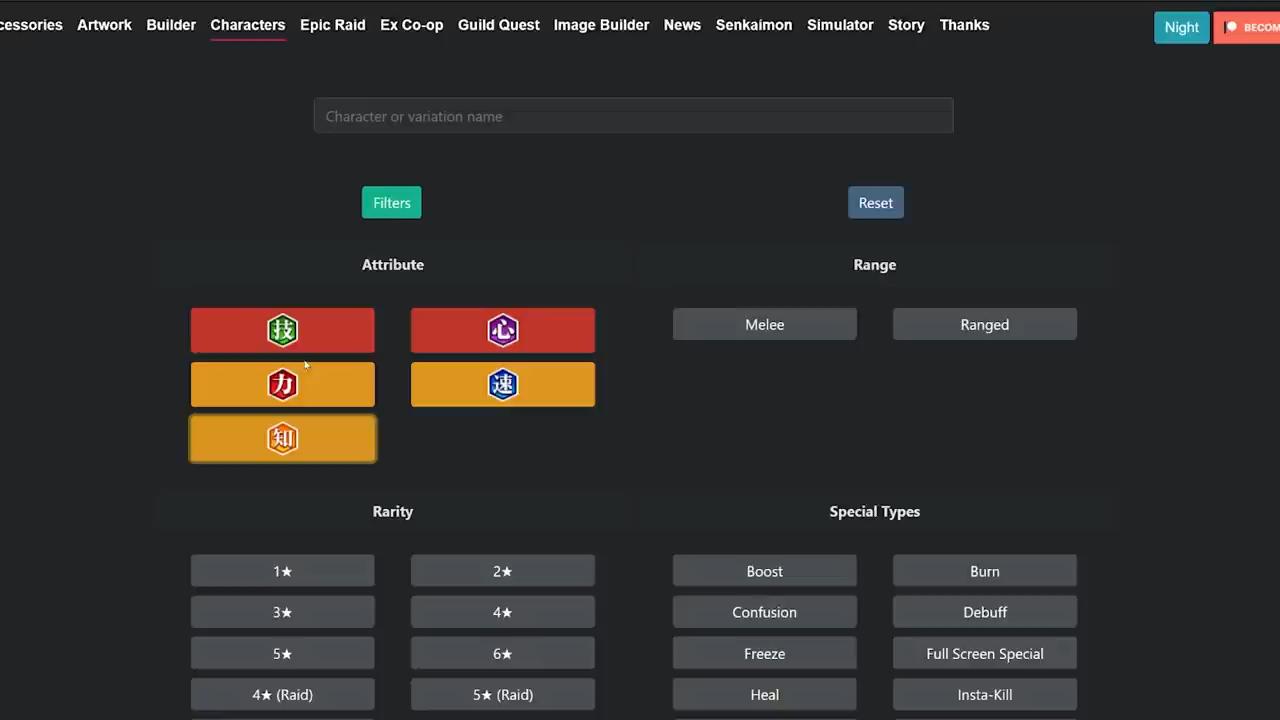 cessories Artwork Builder Characters Epic Raid Ex Co-op Guild Quest Image Builder News Senkaimon Simulator Story Thanks Night BECOM
Character or variation name
Filters Reset
Attribute Range
技 心 Melee Ranged
力 速
知
Rarity Special Types
1★ 2★ Boost Burn
3★ 4★ Confusion Debuff
5★ 6★ Freeze Full Screen Special
4★ (Raid) 5★ (Raid) Heal Insta-Kill